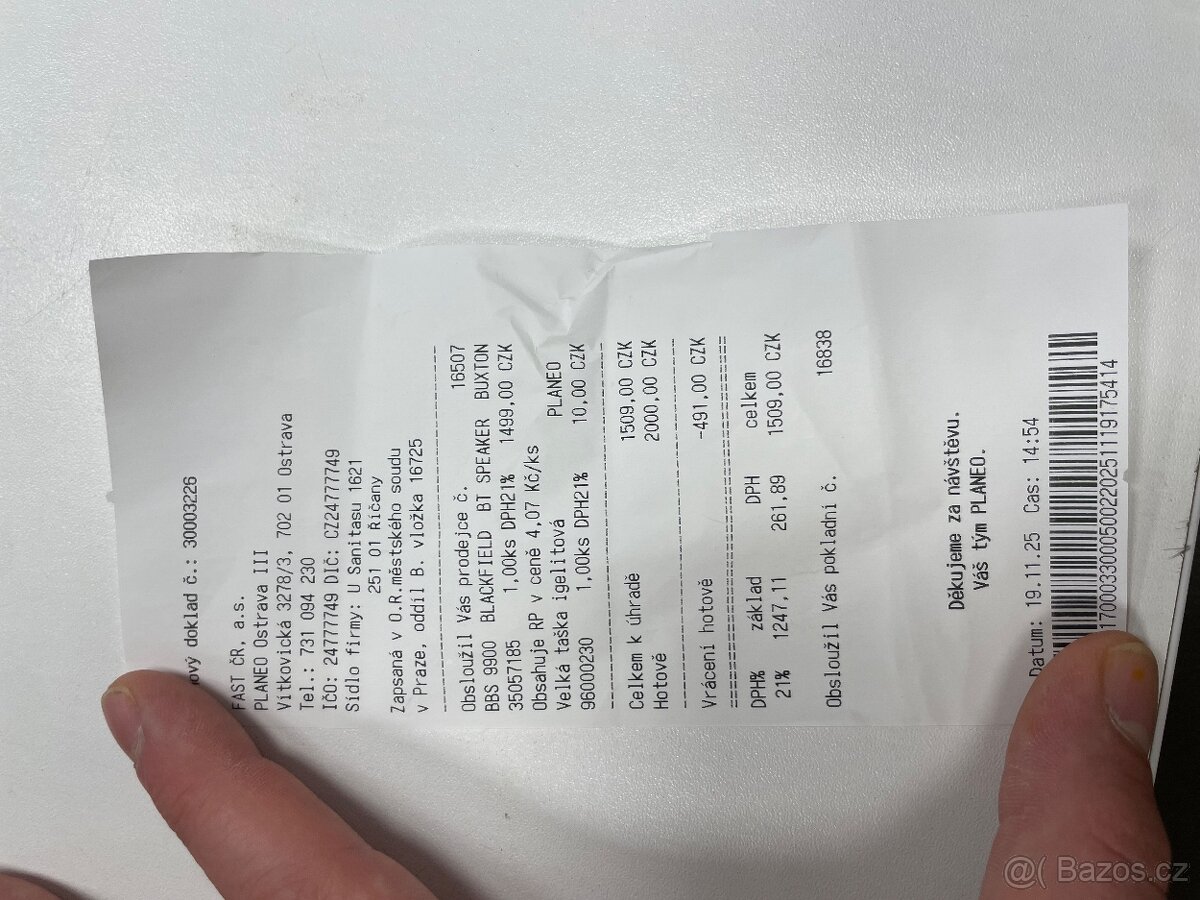 ový doklad č.: 30003226
FAST ČR, a.s.
PLANEO Ostrava III
Vítkovická 3278/3, 702 01 Ostrava
Tel.: 731 094 230
IČO: 24777749 DIČ: CZ24777749
Sídlo firmy: U Sanitasu 1621
251 01 Říčany
Zapsaná v O.R.městského soudu
v Praze, oddíl B. vložka 16725
Obsloužil Vás prodejce č. 16507
BBS 9900 BLACKFIELD BT SPEAKER BUXTON
35057185 1,00ks DPH21% 1499,00 CZK
Obsahuje RP v ceně 4,07 Kč/ks
Velká taška igelitová PLANEO
96000230 1,00ks DPH21% 10,00 CZK
Celkem k úhradě 1509,00 CZK
Hotově 2000,00 CZK
Vrácení hotově -491,00 CZK
DPH% základ DPH celkem
21% 1247,11 261,89 1509,00 CZK
Obsloužil Vás pokladní č. 16838
Děkujeme za návštěvu.
Váš tým PLANEO.
Datum: 19.11.25 Cas: 14:54
@( Bazos.cz